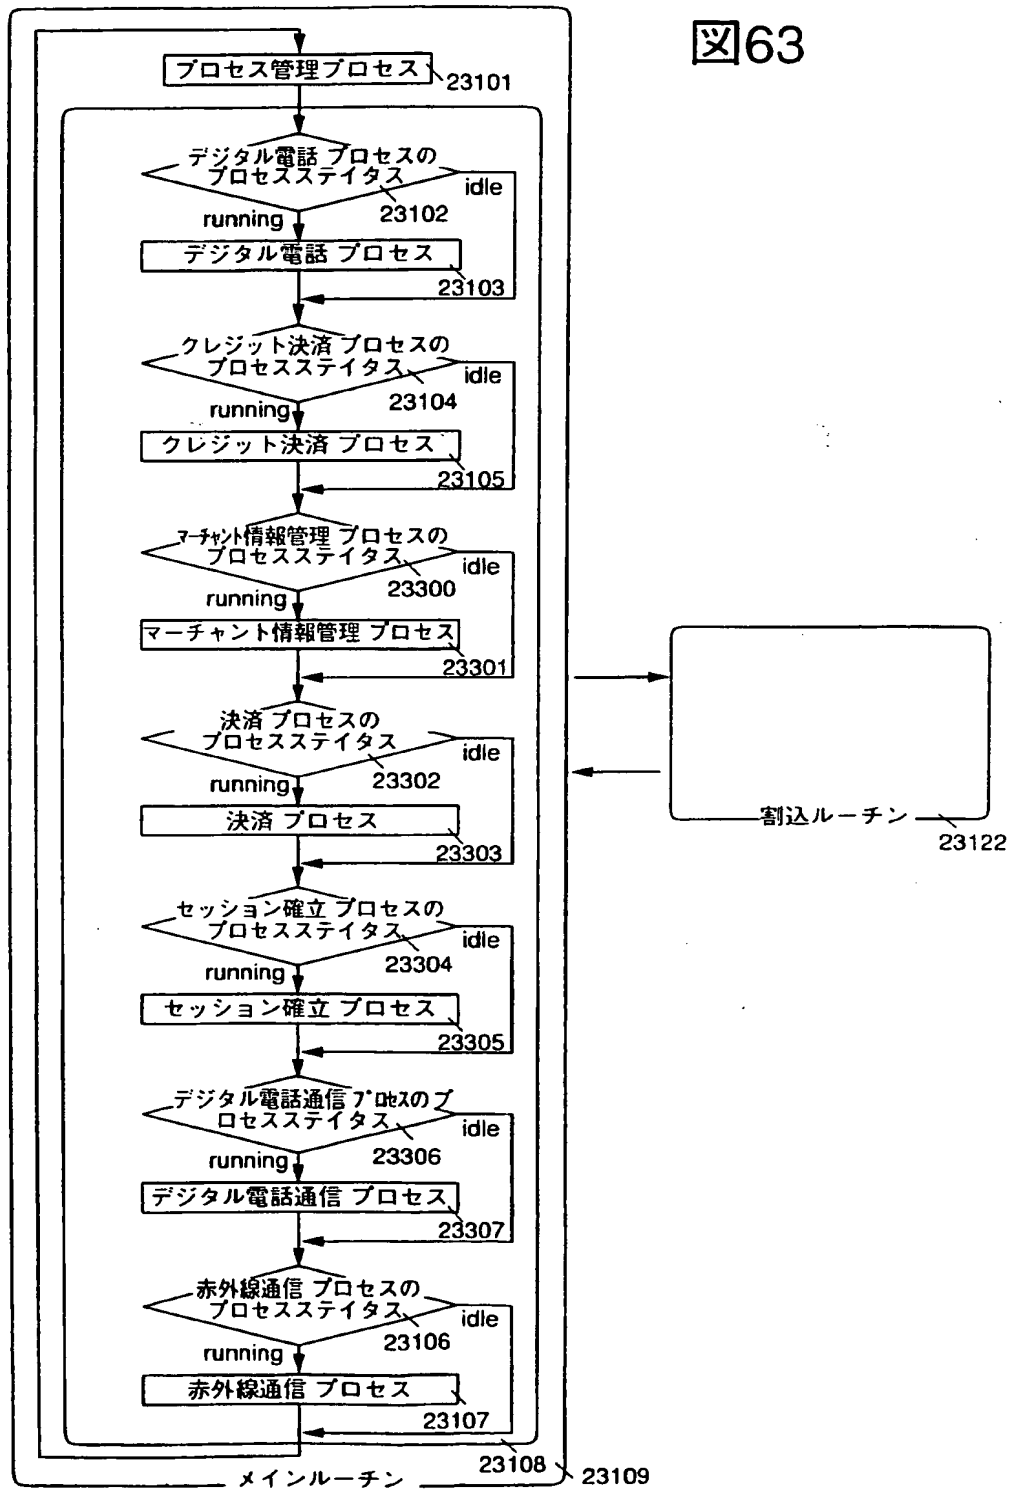 図63
プロセス管理プロセス
23101
デジタル電話 プロセスの
プロセスステイタス
idle
23102
running
デジタル電話 プロセス
23103
クレジット決済 プロセスの
プロセスステイタス
idle
23104
running
クレジット決済 プロセス
23105
マーチャント情報管理 プロセスの
プロセスステイタス
idle
23300
running
マーチャント情報管理 プロセス
23301
決済 プロセスの
プロセスステイタス
idle
23302
running
決済 プロセス
23303
割込ルーチン
23122
セッション確立 プロセスの
プロセスステイタス
idle
23304
running
セッション確立 プロセス
23305
デジタル電話通信 プロセスのプ
ロセスステイタス
idle
23306
running
デジタル電話通信 プロセス
23307
赤外線通信 プロセスの
プロセスステイタス
idle
23106
running
赤外線通信 プロセス
23107
23108
メインルーチン
23109